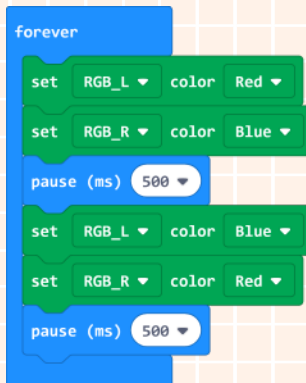 forever
set RGB_L color Red
set RGB_R color Blue
pause (ms) 500
set RGB_L color Blue
set RGB_R color Red
pause (ms) 500